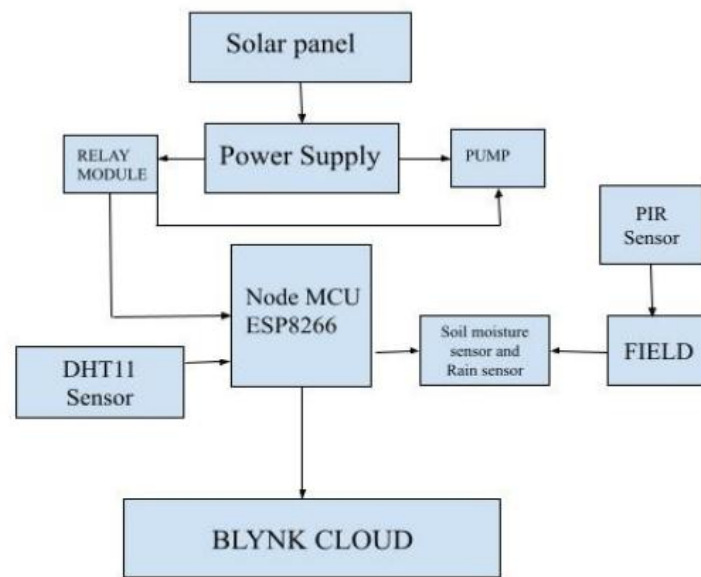 Solar panel
RELAY
MODULE
Power Supply
PUMP
PIR
Sensor
Node MCU
ESP8266
Soil moisture
sensor and
Rain sensor
FIELD
DHT11
Sensor
BLYNK CLOUD